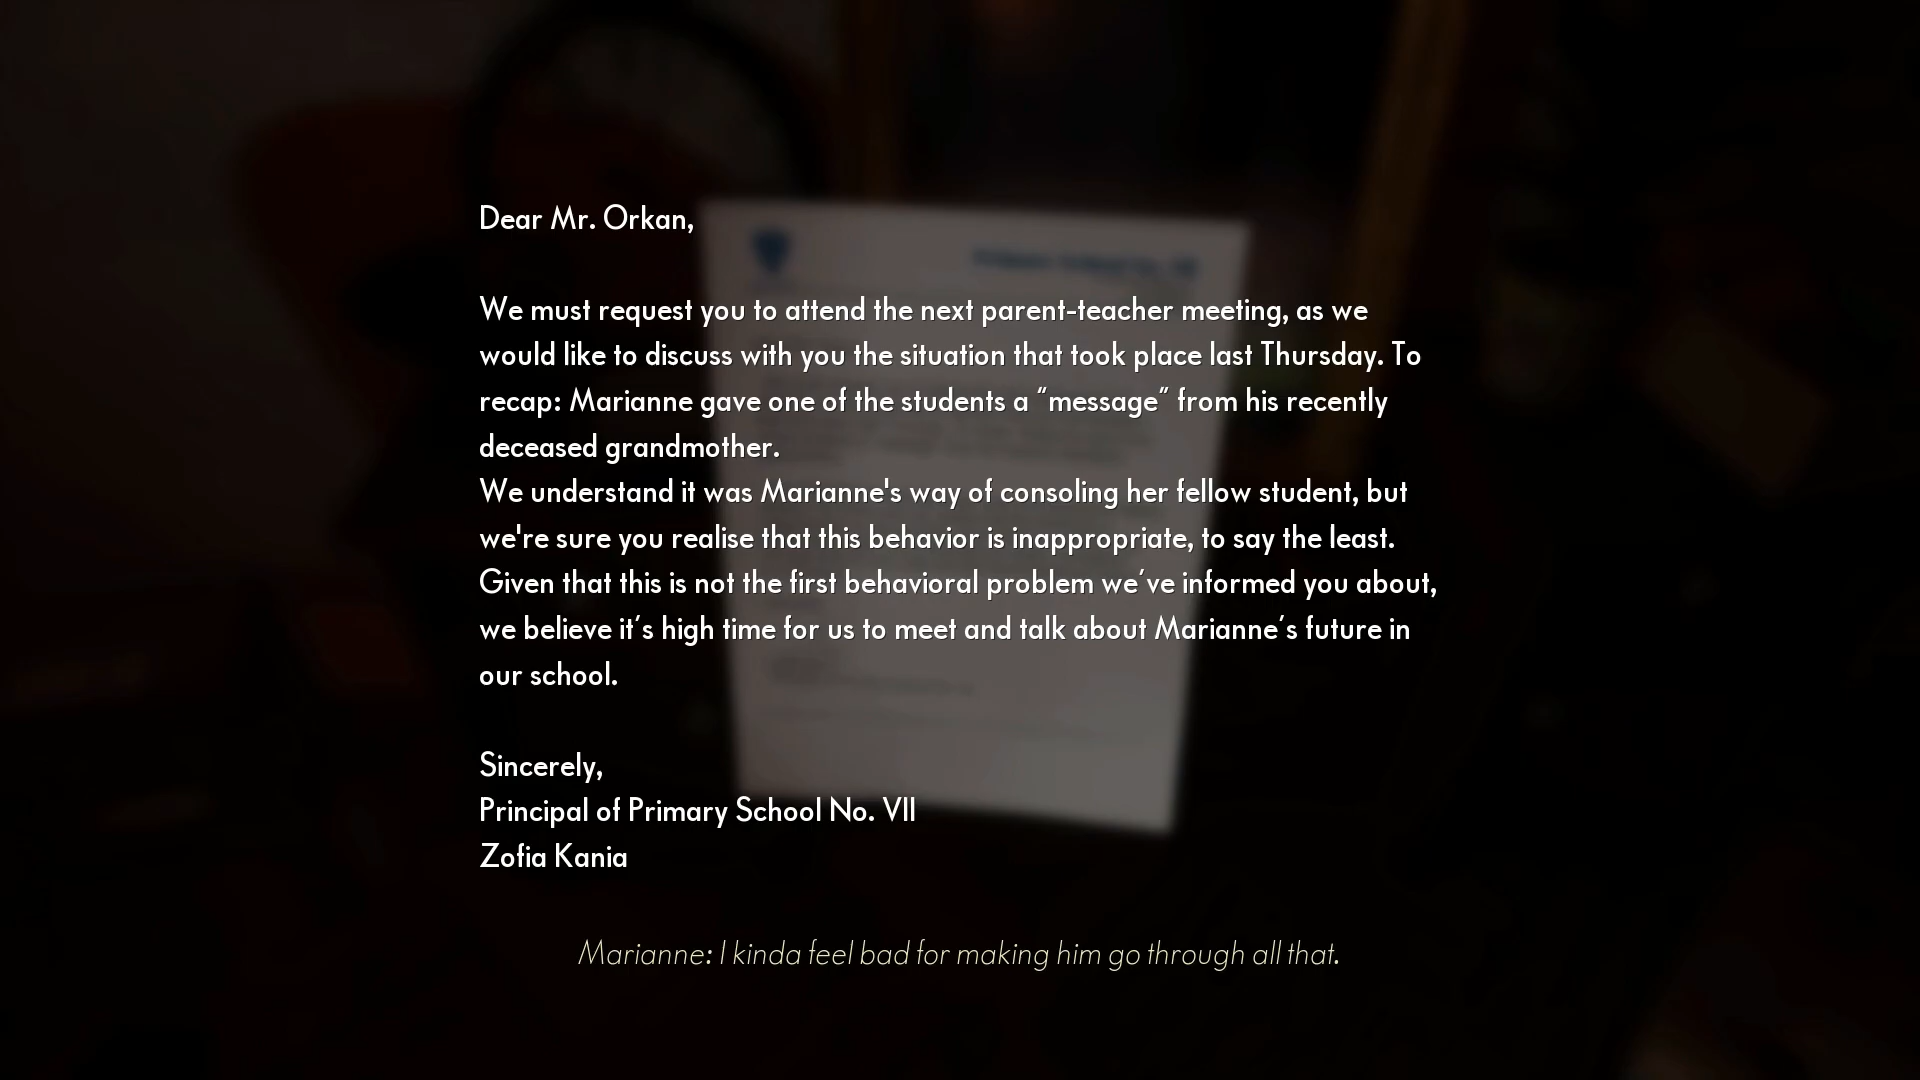 Dear Mr. Orkan,
We must request you to attend the next parent-teacher meeting, as we
would like to discuss with you the situation that took place last Thursday. To
recap: Marianne gave one of the students a “message” from his recently
deceased grandmother.
We understand it was Marianne's way of consoling her fellow student, but
we're sure you realise that this behavior is inappropriate, to say the least.
Given that this is not the first behavioral problem we’ve informed you about,
we believe it’s high time for us to meet and talk about Marianne’s future in
our school.
Sincerely,
Principal of Primary School No. VII
Zofia Kania
Marianne: I kinda feel bad for making him go through all that.